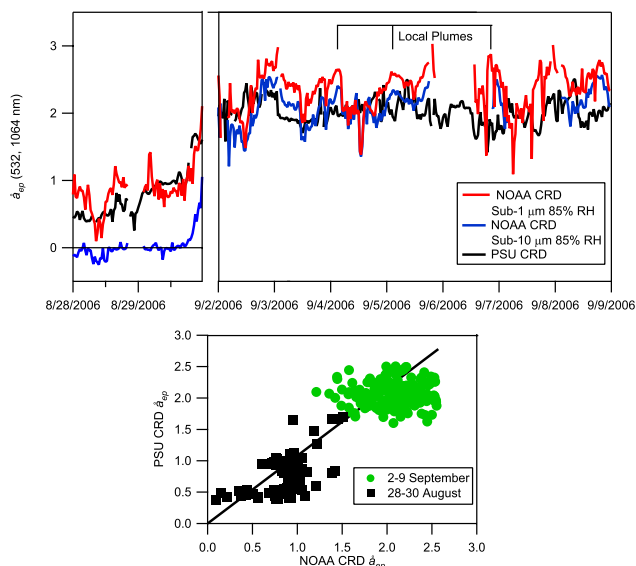 3
2
1
0
å_ep (532, 1064 nm)
Local Plumes
NOAA CRD
Sub-1 µm 85% RH
NOAA CRD
Sub-10 µm 85% RH
PSU CRD
8/28/2006 8/29/2006 9/2/2006 9/3/2006 9/4/2006 9/5/2006 9/6/2006 9/7/2006 9/8/2006 9/9/2006
3.0
2.5
2.0
1.5
1.0
0.5
0.0
PSU CRD å_ep
2-9 September
28-30 August
0.0 0.5 1.0 1.5 2.0 2.5 3.0
NOAA CRD å_ep